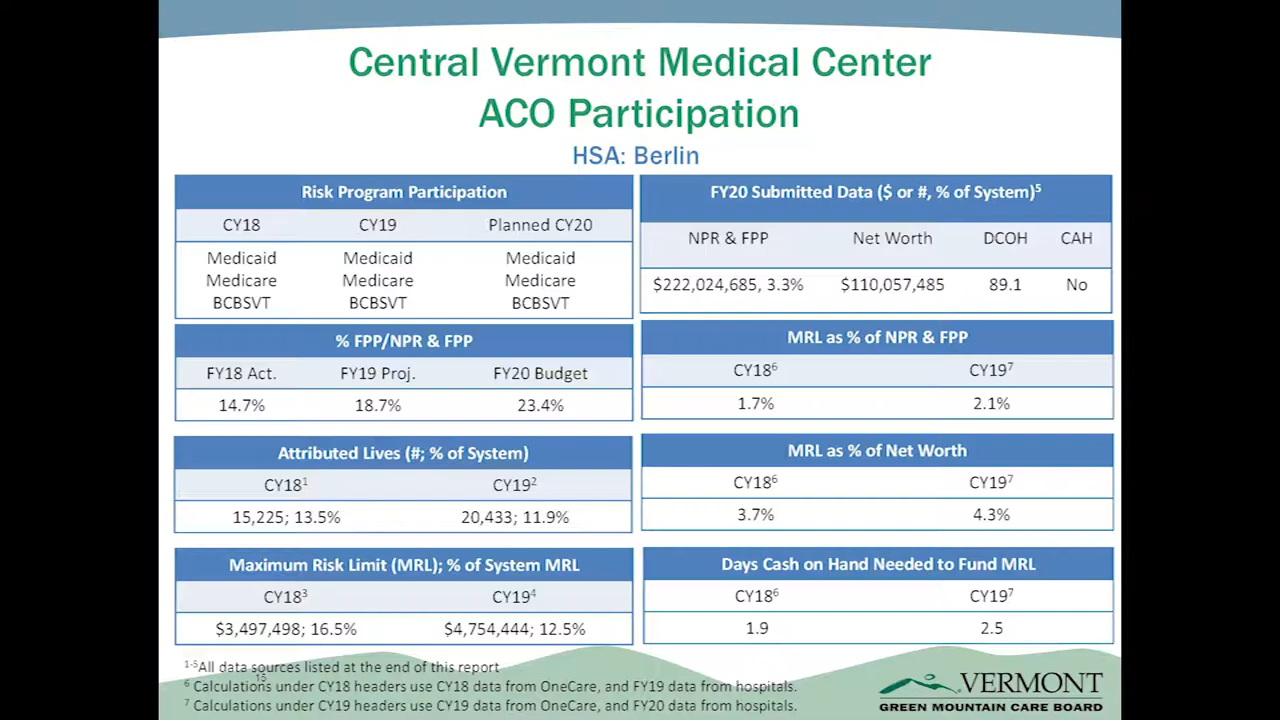 Central Vermont Medical Center
ACO Participation
HSA: Berlin
Risk Program Participation
CY18 CY19 Planned CY20
Medicaid Medicaid Medicaid
Medicare Medicare Medicare
BCBSVT BCBSVT BCBSVT
FY20 Submitted Data ($ or #, % of System)⁵
NPR & FPP Net Worth DCOH CAH
$222,024,685, 3.3% $110,057,485 89.1 No
% FPP/NPR & FPP
FY18 Act. FY19 Proj. FY20 Budget
14.7% 18.7% 23.4%
MRL as % of NPR & FPP
CY18⁶ CY19⁷
1.7% 2.1%
Attributed Lives (#; % of System)
CY18¹ CY19²
15,225; 13.5% 20,433; 11.9%
MRL as % of Net Worth
CY18⁶ CY19⁷
3.7% 4.3%
Maximum Risk Limit (MRL); % of System MRL
CY18³ CY19⁴
$3,497,498; 16.5% $4,754,444; 12.5%
Days Cash on Hand Needed to Fund MRL
CY18⁶ CY19⁷
1.9 2.5
¹⁻⁵All data sources listed at the end of this report
⁶ Calculations under CY18 headers use CY18 data from OneCare, and FY19 data from hospitals.
⁷ Calculations under CY19 headers use CY19 data from OneCare, and FY20 data from hospitals.
VERMONT
GREEN MOUNTAIN CARE BOARD